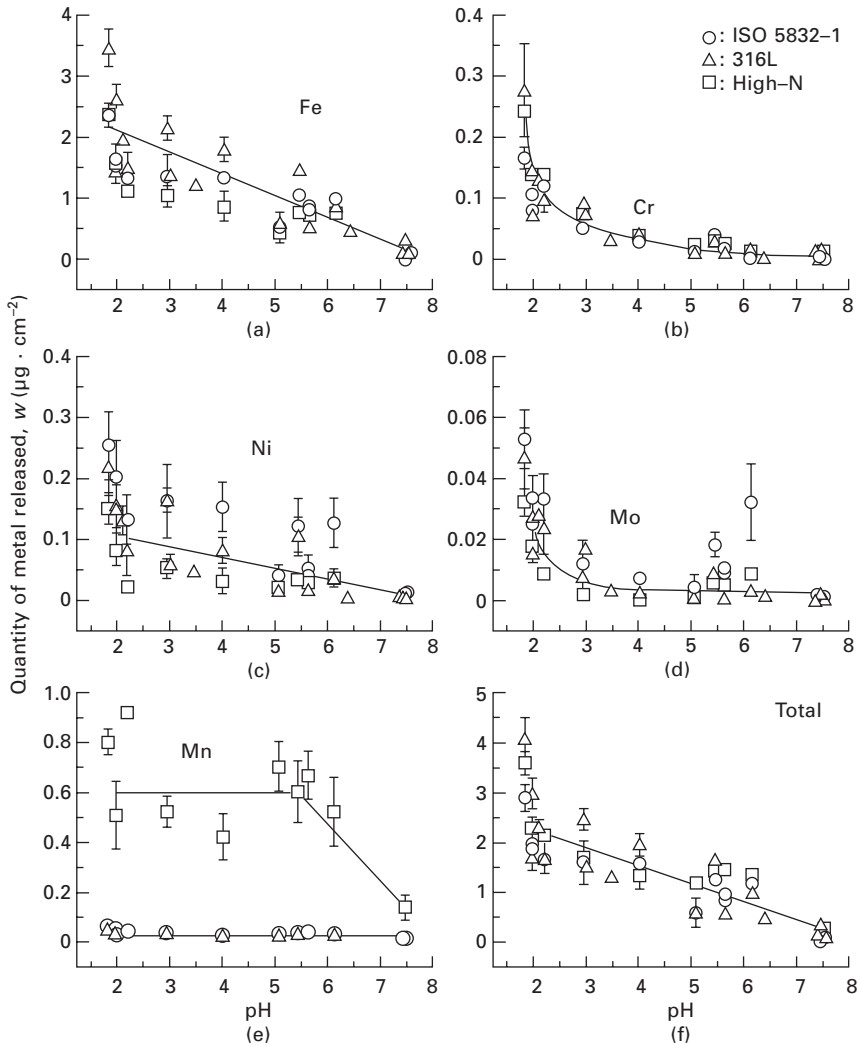 Quantity of metal released, w (μg · cm–2)
4
3
2
1
0
Fe
2 3 4 5 6 7 8
(a)
0.4
0.3
0.2
0.1
0
Cr
○: ISO 5832–1
△: 316L
□: High–N
2 3 4 5 6 7 8
(b)
0.4
0.3
0.2
0.1
0
Ni
2 3 4 5 6 7 8
(c)
0.08
0.06
0.04
0.02
0
Mo
2 3 4 5 6 7 8
(d)
1.0
0.8
0.6
0.4
0.2
0
Mn
2 3 4 5 6 7 8
pH
(e)
5
4
3
2
1
0
Total
2 3 4 5 6 7 8
pH
(f)